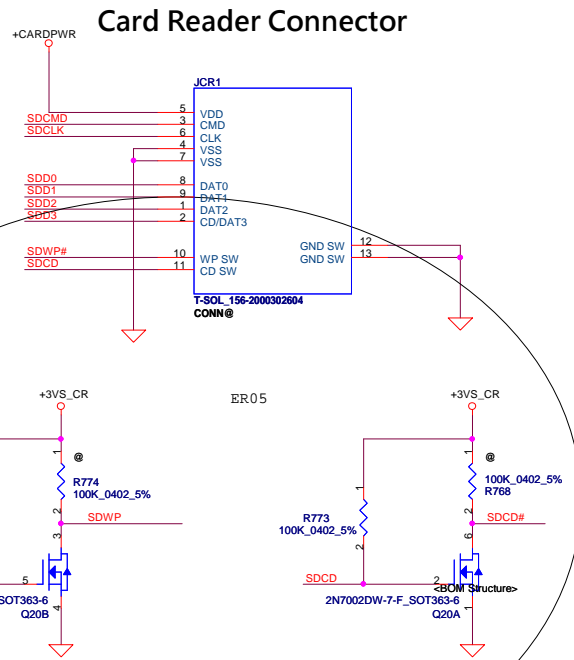 Card Reader Connector
+CARDPWR
JCR1
5 VDD
SDCMD 3 CMD
SDCLK 6 CLK
4 VSS
7 VSS
SDD0 8 DAT0
SDD1 9 DAT1
SDD2 1 DAT2
SDD3 2 CD/DAT3
GND SW 12
SDWP# 10 WP SW GND SW 13
SDCD 11 CD SW
T-SOL_156-2000302604
CONN@
+3VS_CR ER05 +3VS_CR
1 @ 1 @
R774 100K_0402_5%
100K_0402_5% R768
2 2
1
R773
100K_0402_5%
2
SDWP SDCD#
3 6
5 SDCD 2
<BOM Structure>
SOT363-6 2N7002DW-7-F_SOT363-6
Q20B Q20A
4 1